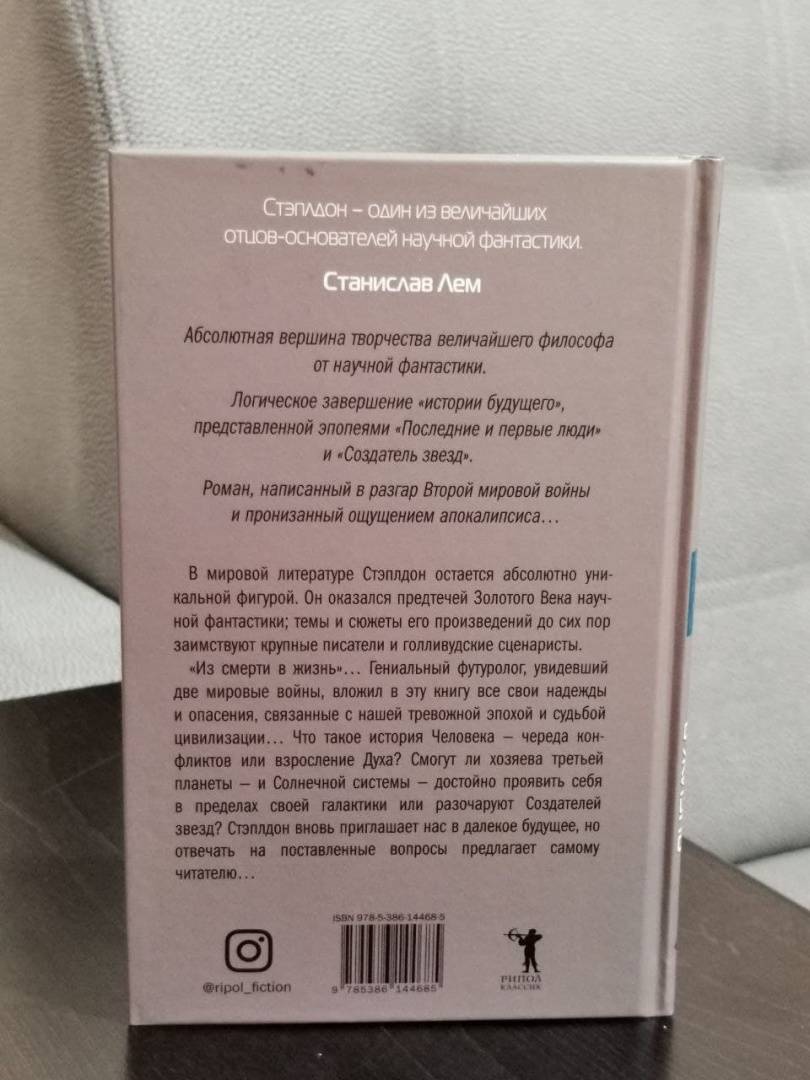 Стэплдон – один из величайших
отцов-основателей научной фантастики.
Станислав Лем
Абсолютная вершина творчества величайшего философа
от научной фантастики.
Логическое завершение «истории будущего»,
представленной эпопеями «Последние и первые люди»
и «Создатель звезд».
Роман, написанный в разгар Второй мировой войны
и пронизанный ощущением апокалипсиса…
В мировой литературе Стэплдон остается абсолютно уни-
кальной фигурой. Он оказался предтечей Золотого Века науч-
ной фантастики; темы и сюжеты его произведений до сих пор
заимствуют крупные писатели и голливудские сценаристы.
«Из смерти в жизнь»… Гениальный футуролог, увидевший
две мировые войны, вложил в эту книгу все свои надежды
и опасения, связанные с нашей тревожной эпохой и судьбой
цивилизации… Что такое история Человека – череда кон-
фликтов или взросление Духа? Смогут ли хозяева третьей
планеты – и Солнечной системы – достойно проявить себя
в пределах своей галактики или разочаруют Создателей
звезд? Стэплдон вновь приглашает нас в далекое будущее, но
отвечать на поставленные вопросы предлагает самому
читателю…
ISBN 978-5-386-14468-5
9 785386 144685
@ripol_fiction
РИПОЛ
КЛАССИК